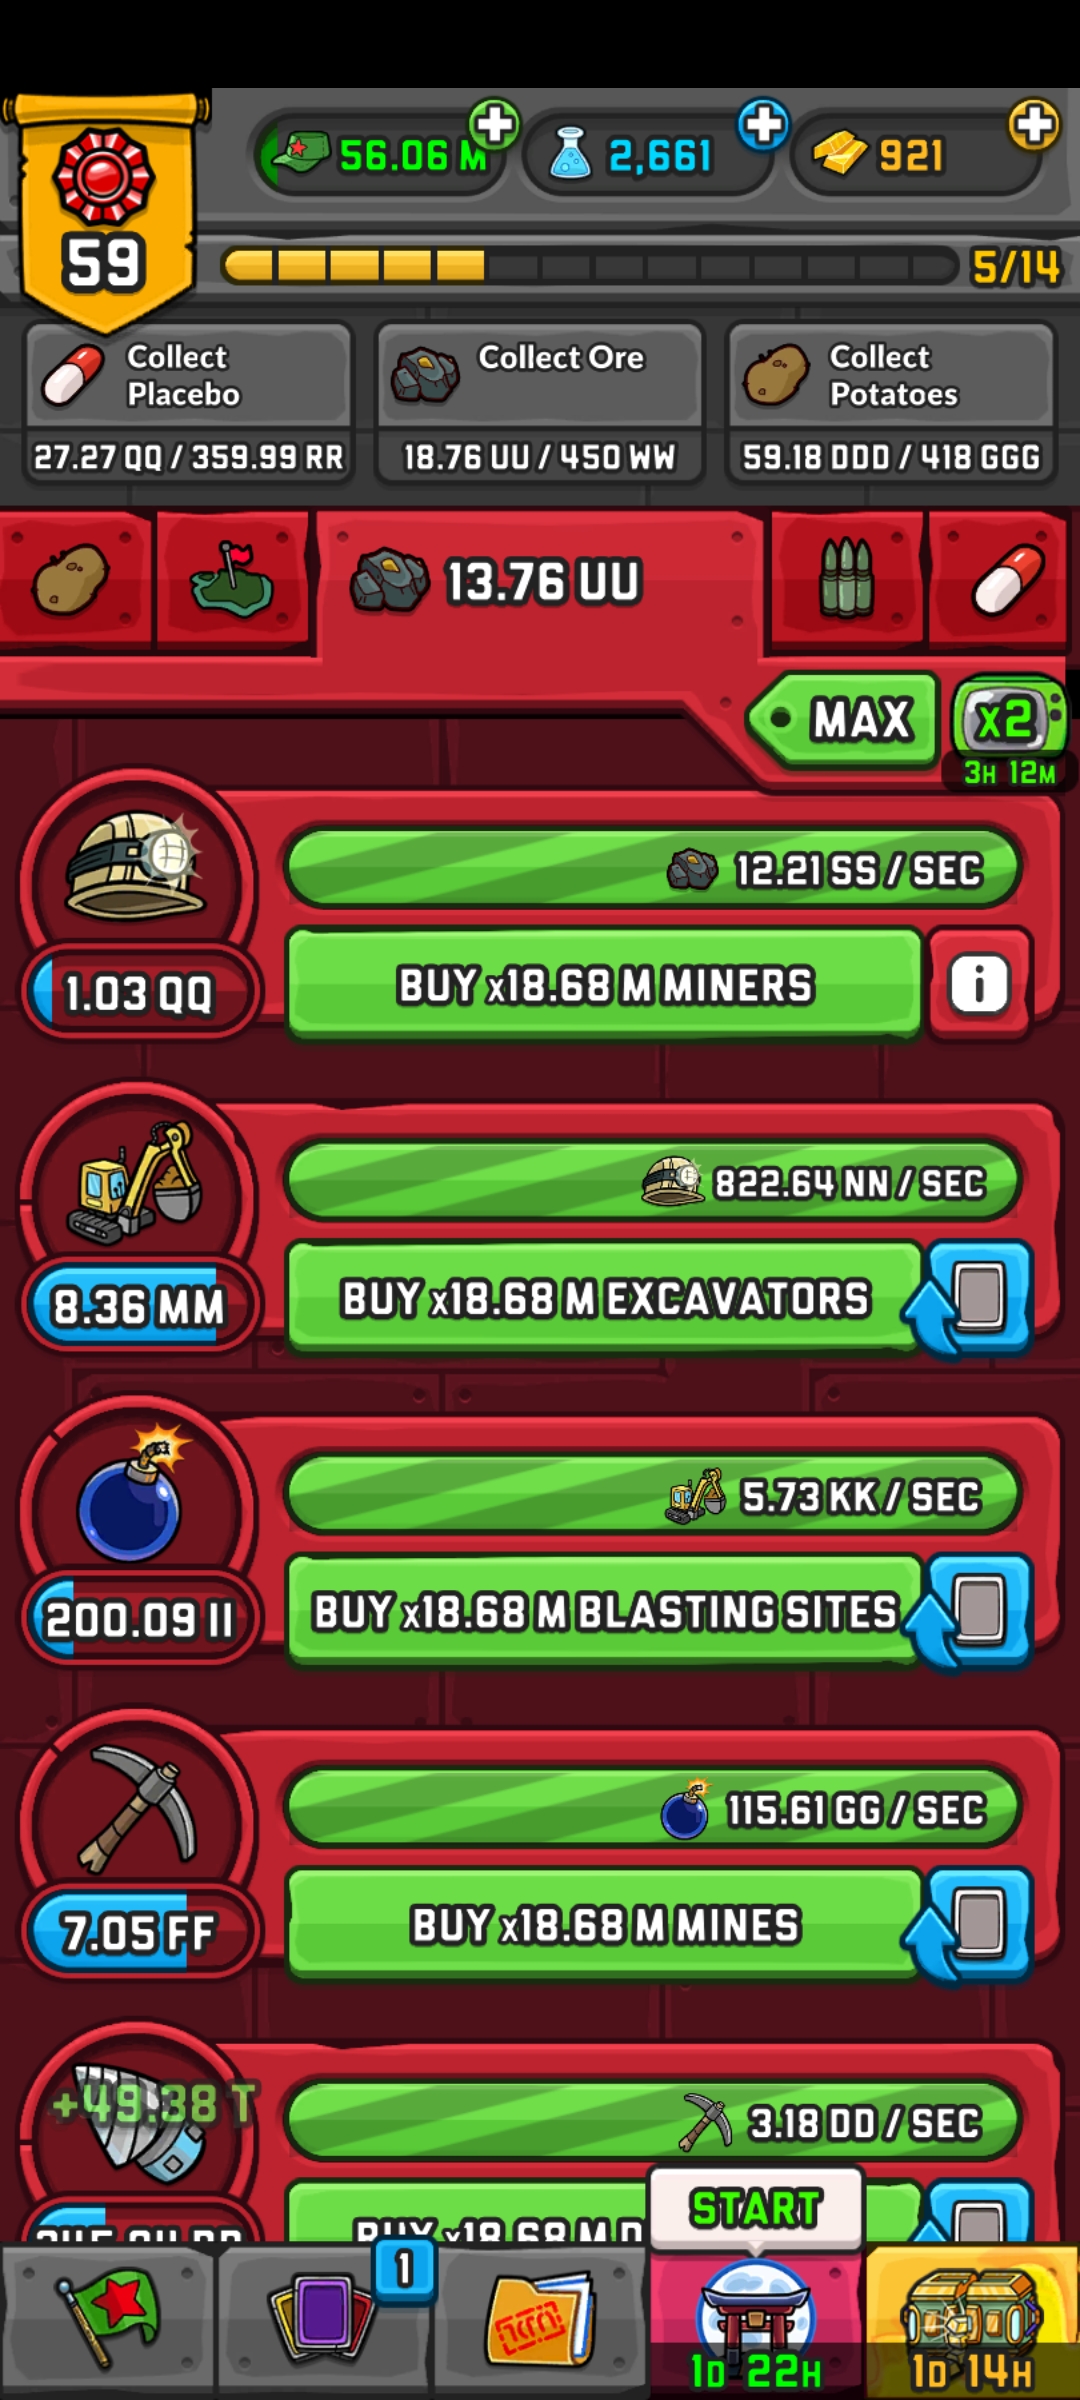 56.06 M
2,661
921
59
5/14
Collect
Placebo
27.27 QQ / 359.99 RR
Collect Ore
18.76 UU / 450 WW
Collect
Potatoes
59.18 DDD / 418 GGG
13.76 UU
MAX
x2
3H 12M
12.21 SS / SEC
1.03 QQ
BUY x18.68 M MINERS
i
822.64 NN / SEC
8.36 MM
BUY x18.68 M EXCAVATORS
5.73 KK / SEC
200.09 II
BUY x18.68 M BLASTING SITES
115.61 GG / SEC
7.05 FF
BUY x18.68 M MINES
+49.38 T
3.18 DD / SEC
BUY x18.68 M D
START
1
1D 22H
1D 14H